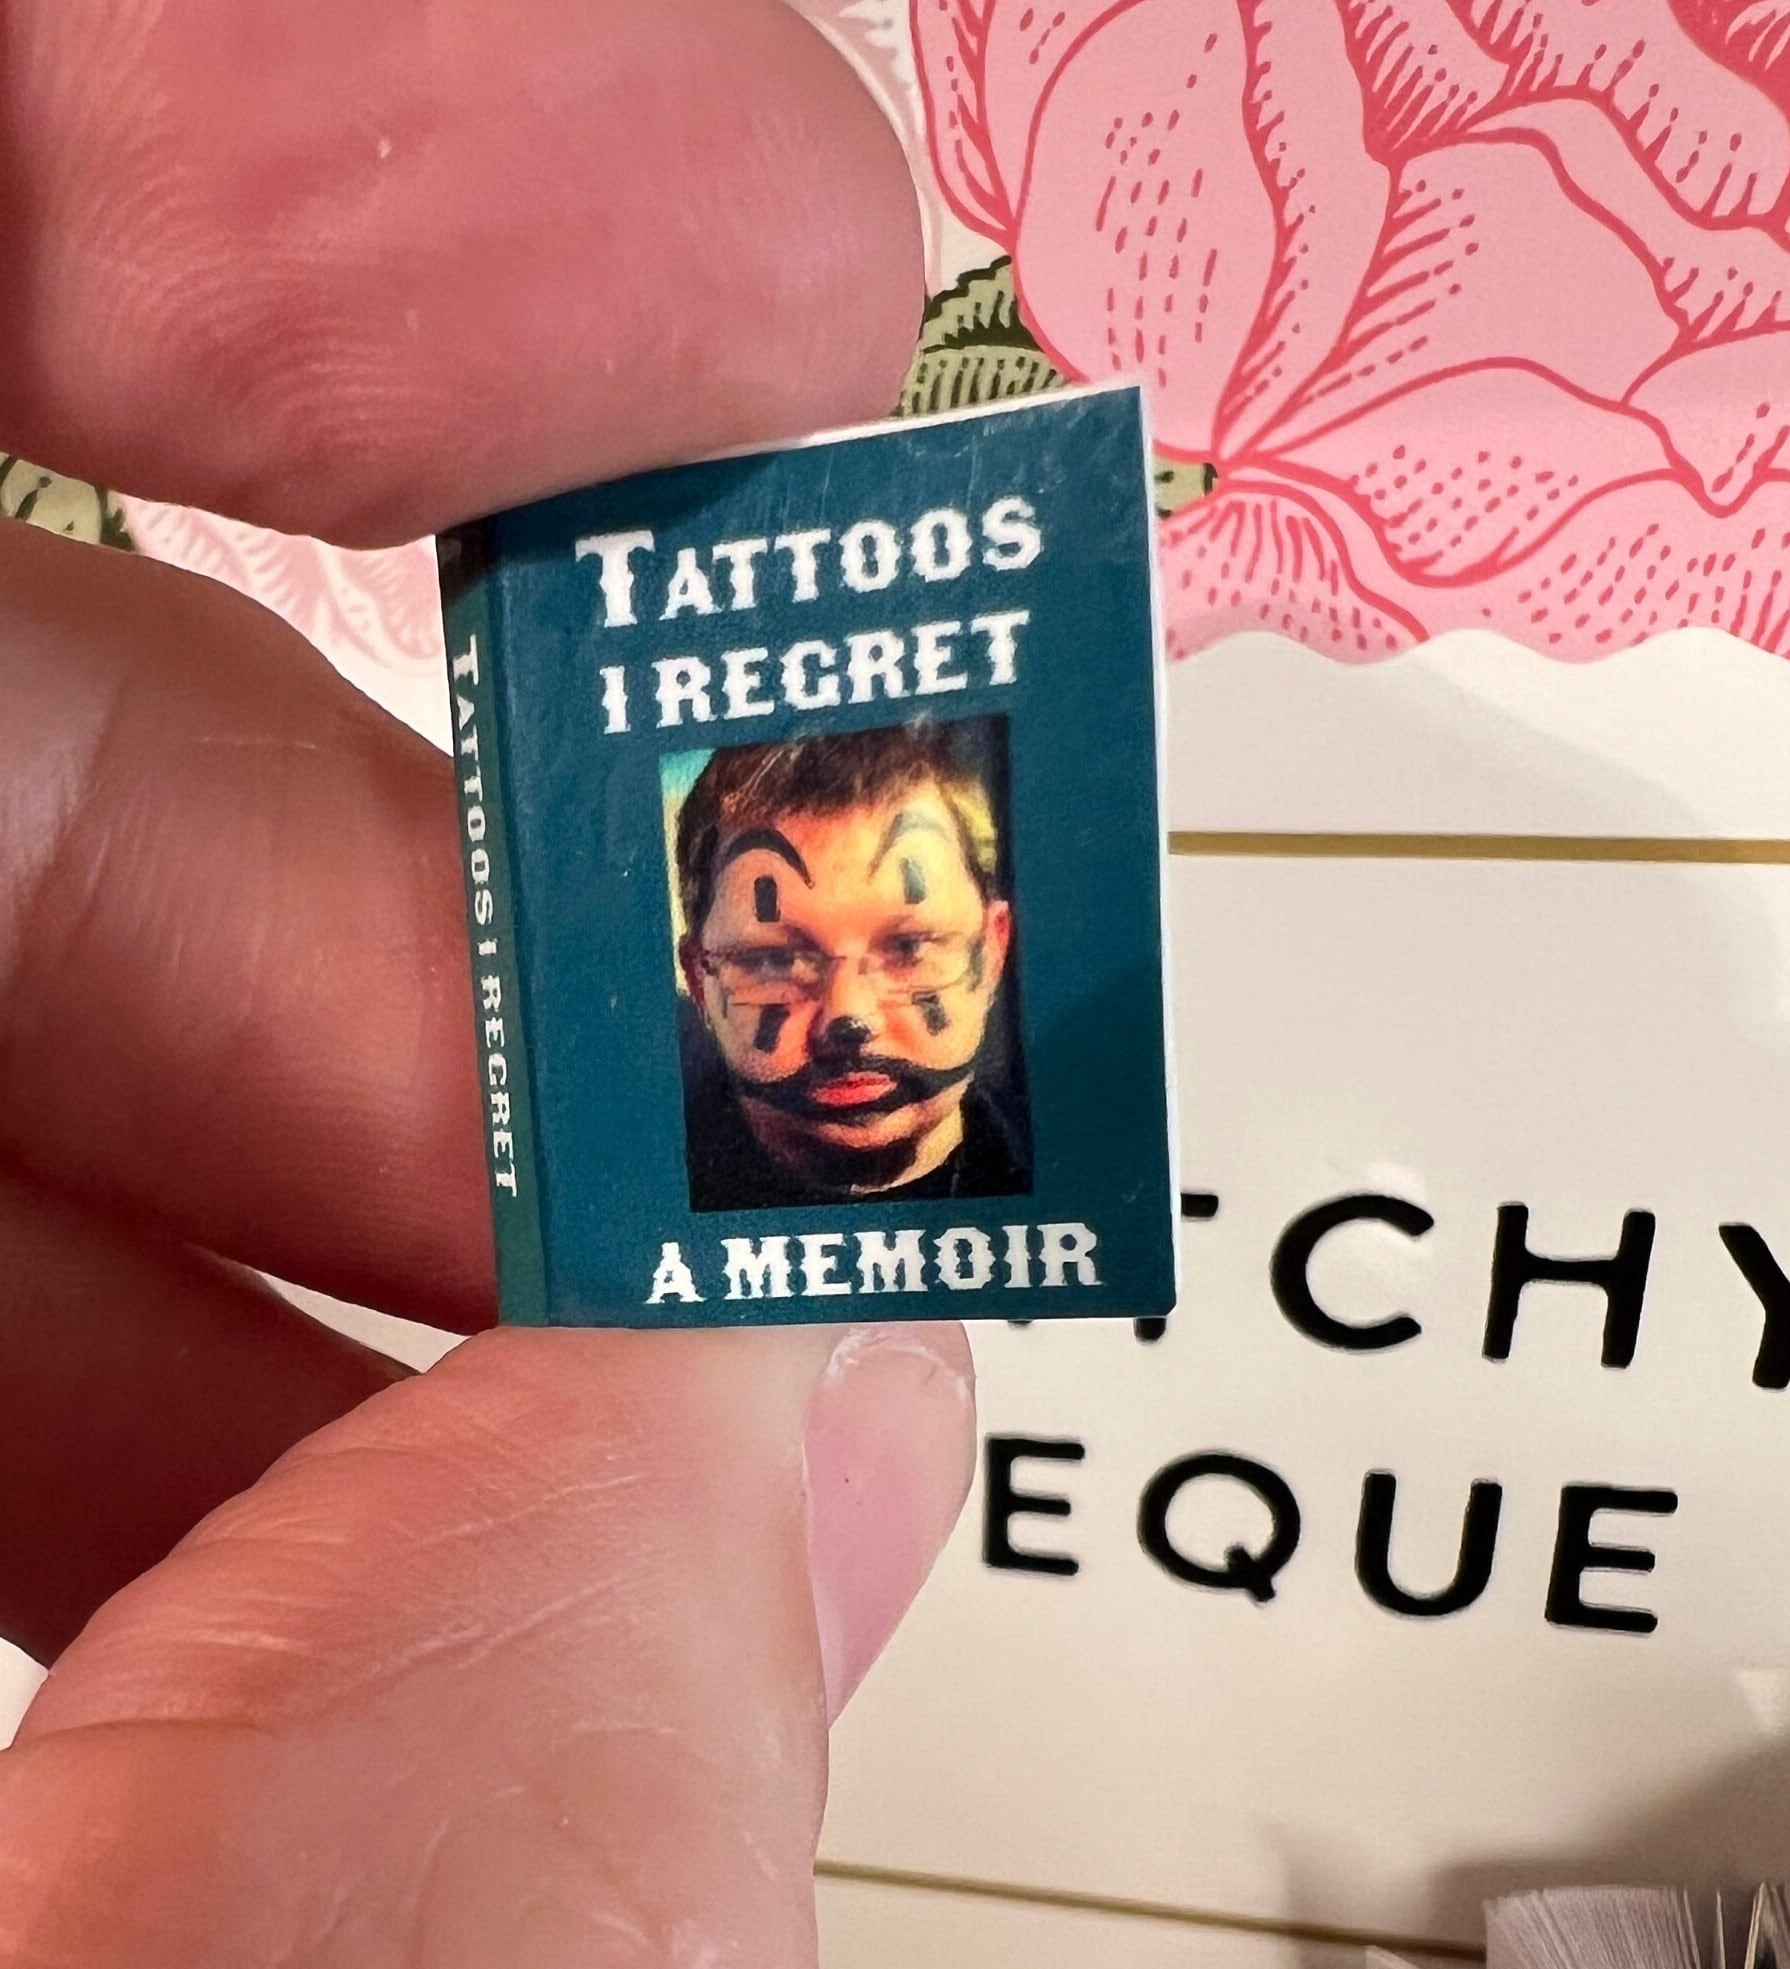 TATTOOS
I REGRET
A MEMOIR
TATTOOS I REGRET
TCHY
EQUE